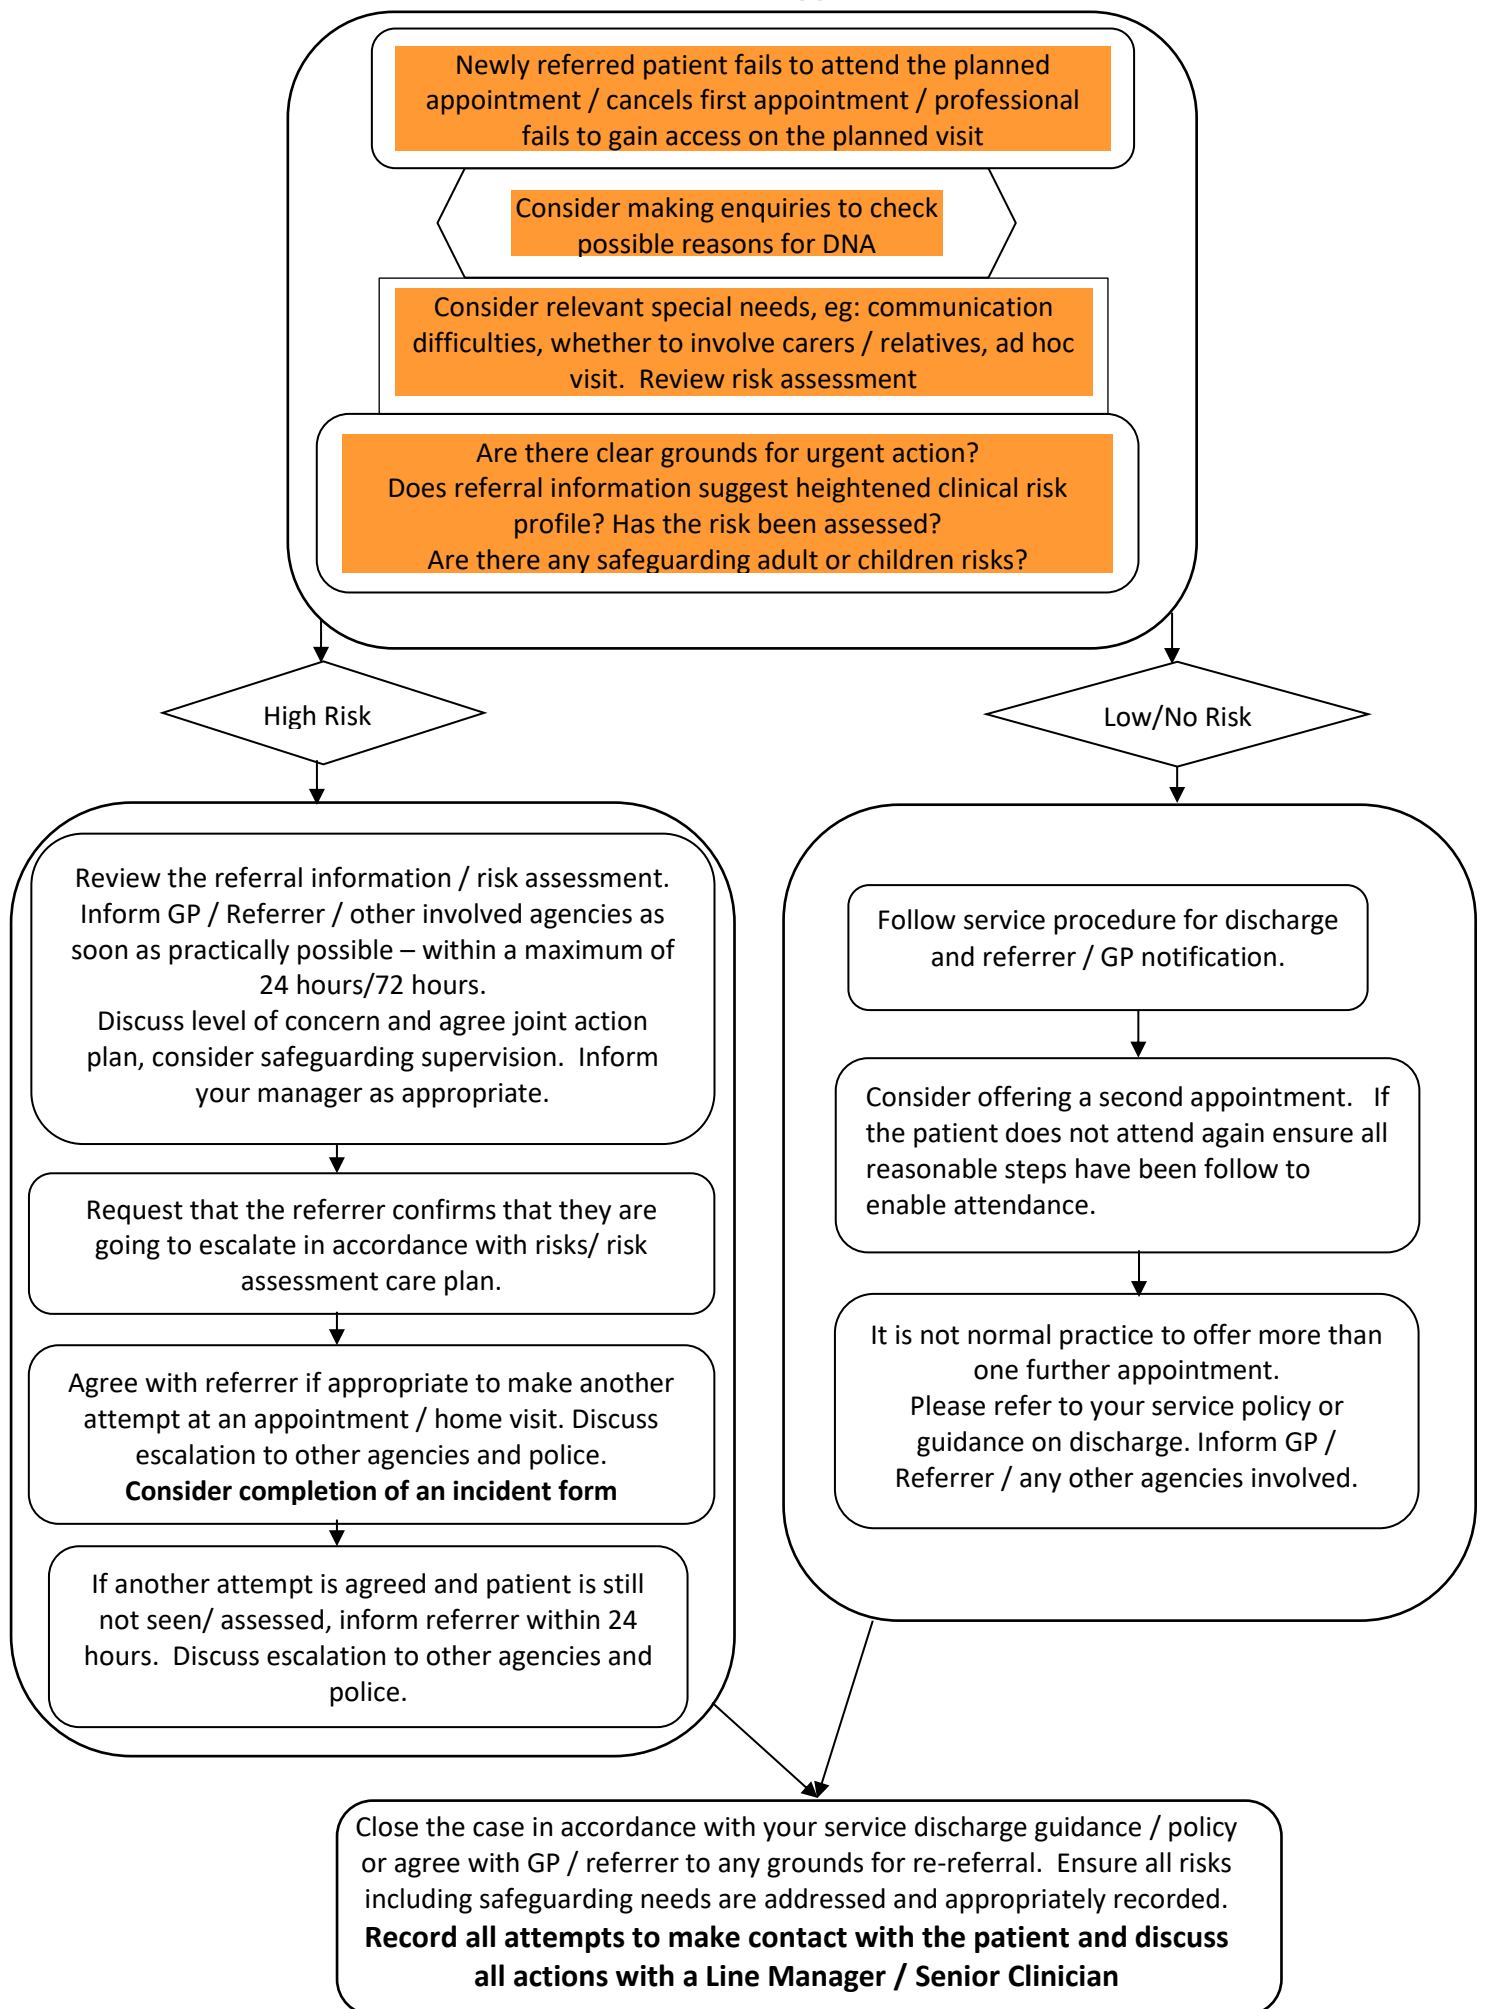 Newly referred patient fails to attend the planned
appointment / cancels first appointment / professional
fails to gain access on the planned visit
Consider making enquiries to check
possible reasons for DNA
Consider relevant special needs, eg: communication
difficulties, whether to involve carers / relatives, ad hoc
visit. Review risk assessment
Are there clear grounds for urgent action?
Does referral information suggest heightened clinical risk
profile? Has the risk been assessed?
Are there any safeguarding adult or children risks?
High Risk
Low/No Risk
Review the referral information / risk assessment.
Inform GP / Referrer / other involved agencies as
soon as practically possible – within a maximum of
24 hours/72 hours.
Discuss level of concern and agree joint action
plan, consider safeguarding supervision. Inform
your manager as appropriate.
Request that the referrer confirms that they are
going to escalate in accordance with risks/ risk
assessment care plan.
Agree with referrer if appropriate to make another
attempt at an appointment / home visit. Discuss
escalation to other agencies and police.
Consider completion of an incident form
If another attempt is agreed and patient is still
not seen/ assessed, inform referrer within 24
hours. Discuss escalation to other agencies and
police.
Follow service procedure for discharge
and referrer / GP notification.
Consider offering a second appointment. If
the patient does not attend again ensure all
reasonable steps have been follow to
enable attendance.
It is not normal practice to offer more than
one further appointment.
Please refer to your service policy or
guidance on discharge. Inform GP /
Referrer / any other agencies involved.
Close the case in accordance with your service discharge guidance / policy
or agree with GP / referrer to any grounds for re-referral. Ensure all risks
including safeguarding needs are addressed and appropriately recorded.
Record all attempts to make contact with the patient and discuss
all actions with a Line Manager / Senior Clinician